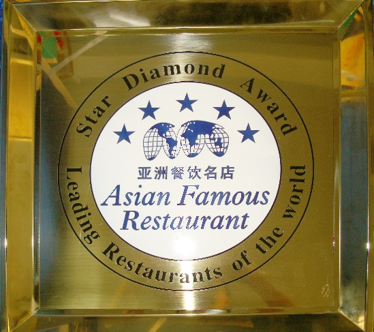 Star Diamond Award
亚洲餐饮名店
Asian Famous
Restaurant
Leading Restaurants of the world